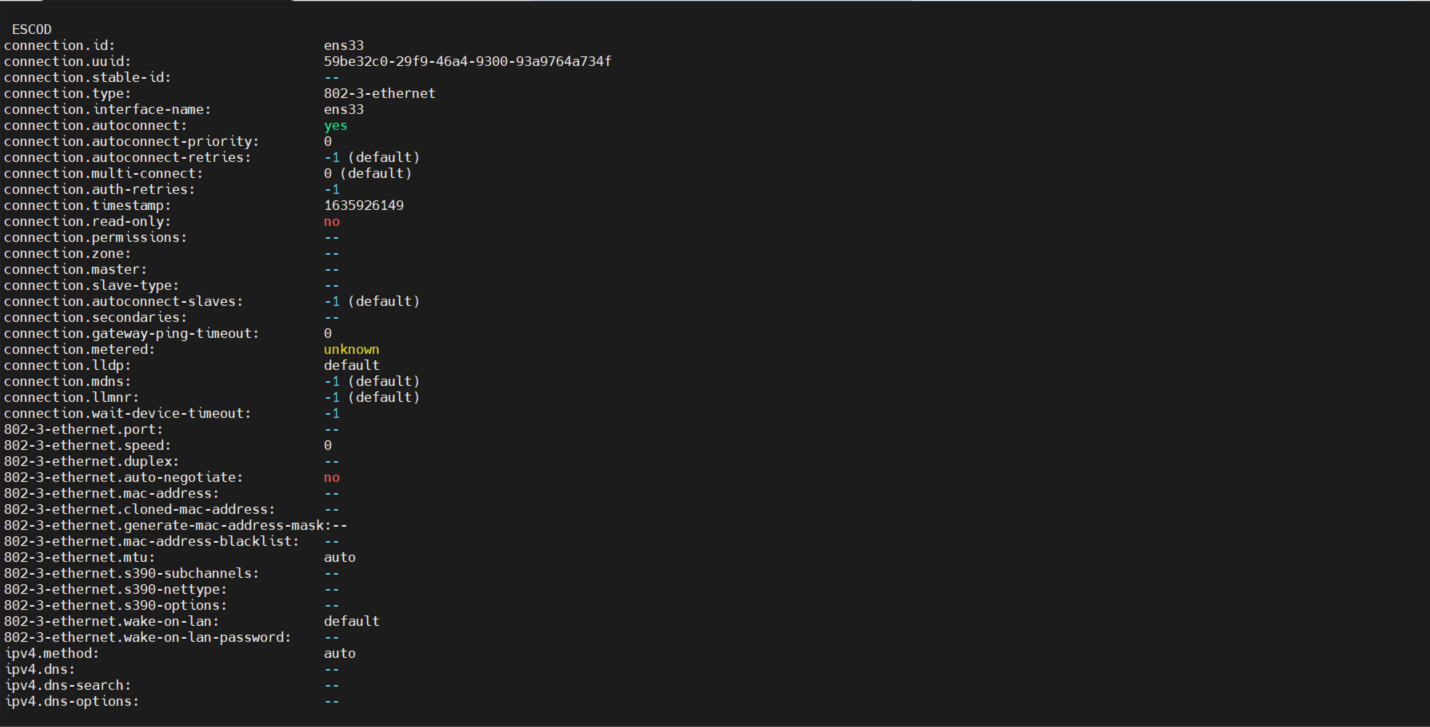 ESCOD
connection.id: ens33
connection.uuid: 59be32c0-29f9-46a4-9300-93a9764a734f
connection.stable-id: --
connection.type: 802-3-ethernet
connection.interface-name: ens33
connection.autoconnect: yes
connection.autoconnect-priority: 0
connection.autoconnect-retries: -1 (default)
connection.multi-connect: 0 (default)
connection.auth-retries: -1
connection.timestamp: 1635926149
connection.read-only: no
connection.permissions: --
connection.zone: --
connection.master: --
connection.slave-type: --
connection.autoconnect-slaves: -1 (default)
connection.secondaries: --
connection.gateway-ping-timeout: 0
connection.metered: unknown
connection.lldp: default
connection.mdns: -1 (default)
connection.llmnr: -1 (default)
connection.wait-device-timeout: -1
802-3-ethernet.port: --
802-3-ethernet.speed: 0
802-3-ethernet.duplex: --
802-3-ethernet.auto-negotiate: no
802-3-ethernet.mac-address: --
802-3-ethernet.cloned-mac-address: --
802-3-ethernet.generate-mac-address-mask:--
802-3-ethernet.mac-address-blacklist: --
802-3-ethernet.mtu: auto
802-3-ethernet.s390-subchannels: --
802-3-ethernet.s390-nettype: --
802-3-ethernet.s390-options: --
802-3-ethernet.wake-on-lan: default
802-3-ethernet.wake-on-lan-password: --
ipv4.method: auto
ipv4.dns: --
ipv4.dns-search: --
ipv4.dns-options: --